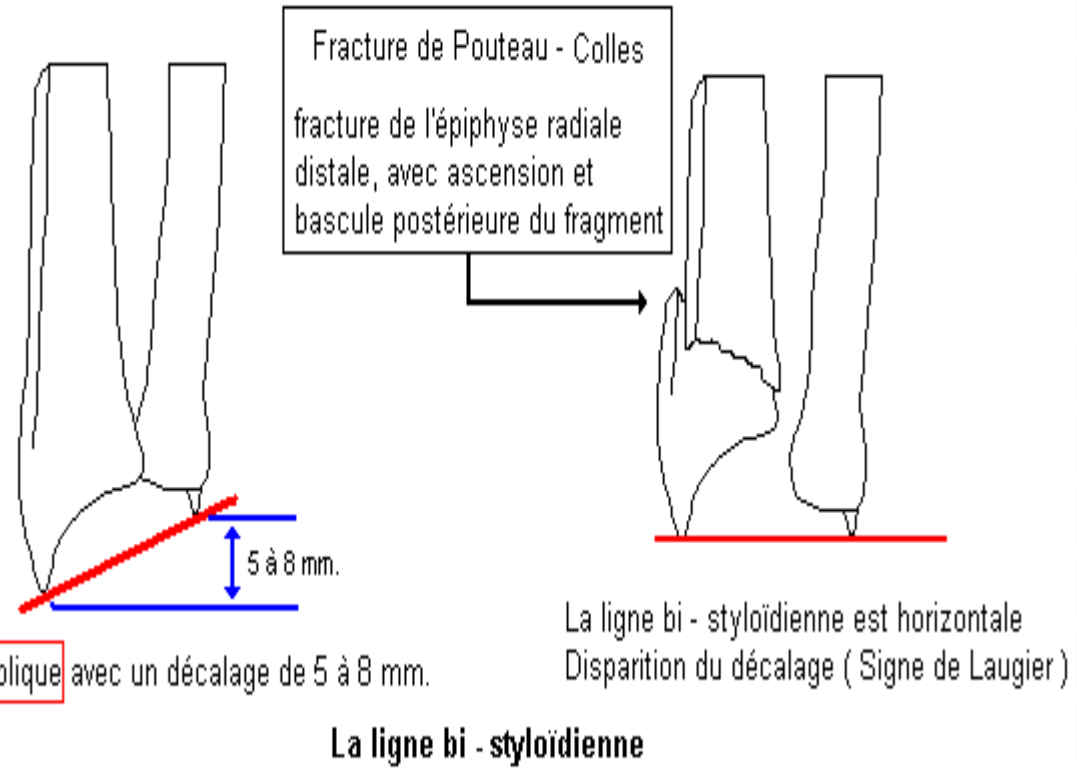 Fracture de Pouteau - Colles
fracture de l'épiphyse radiale
distale, avec ascension et
bascule postérieure du fragment
5 à 8 mm.
avec un décalage de 5 à 8 mm.
La ligne bi - styloïdienne est horizontale
Disparition du décalage ( Signe de Laugier )
La ligne bi - styloïdienne